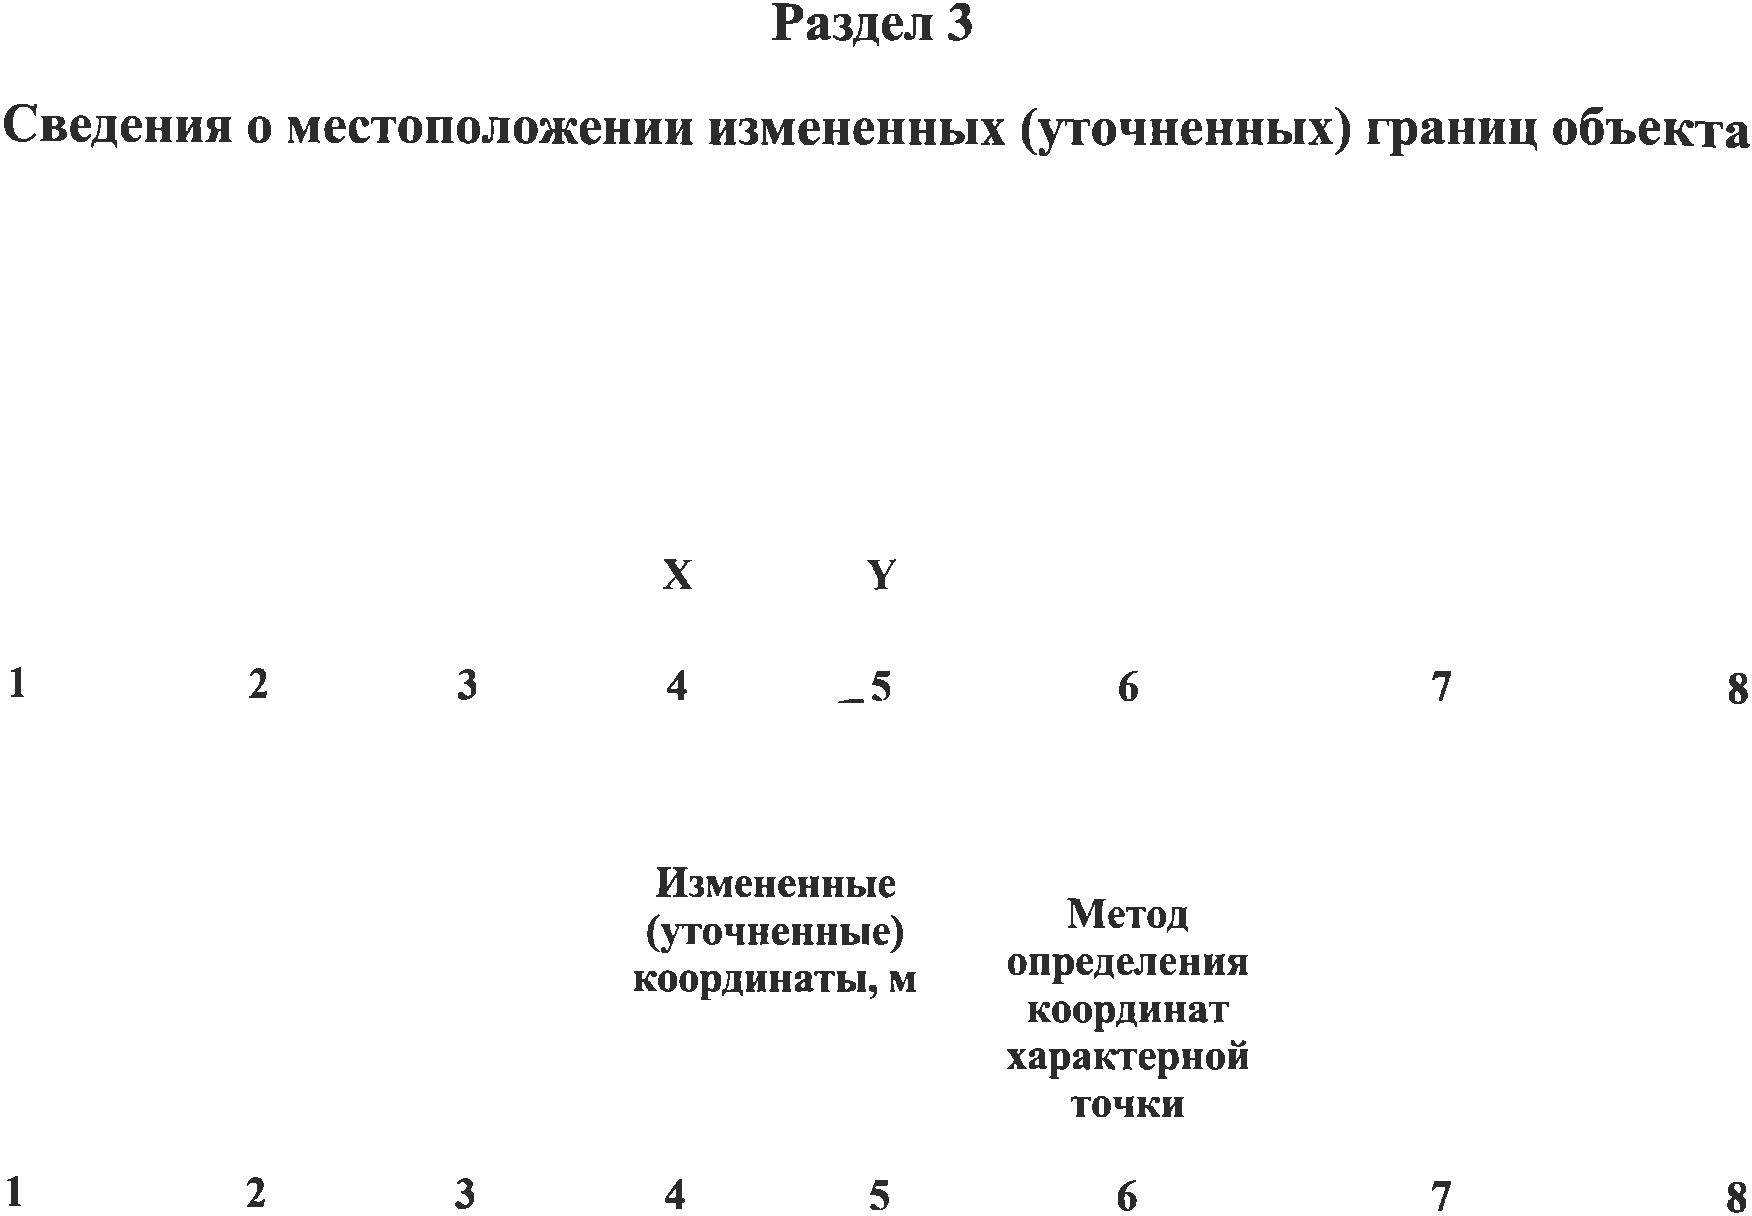 Раздел 3
Сведения о местоположении измененных (уточненных) границ объекта
X Y
1 2 3 4 _5 6 7 8
Измененные
(уточненные)
координаты, м
Метод
определения
координат
характерной
точки
1 2 3 4 5 6 7 8